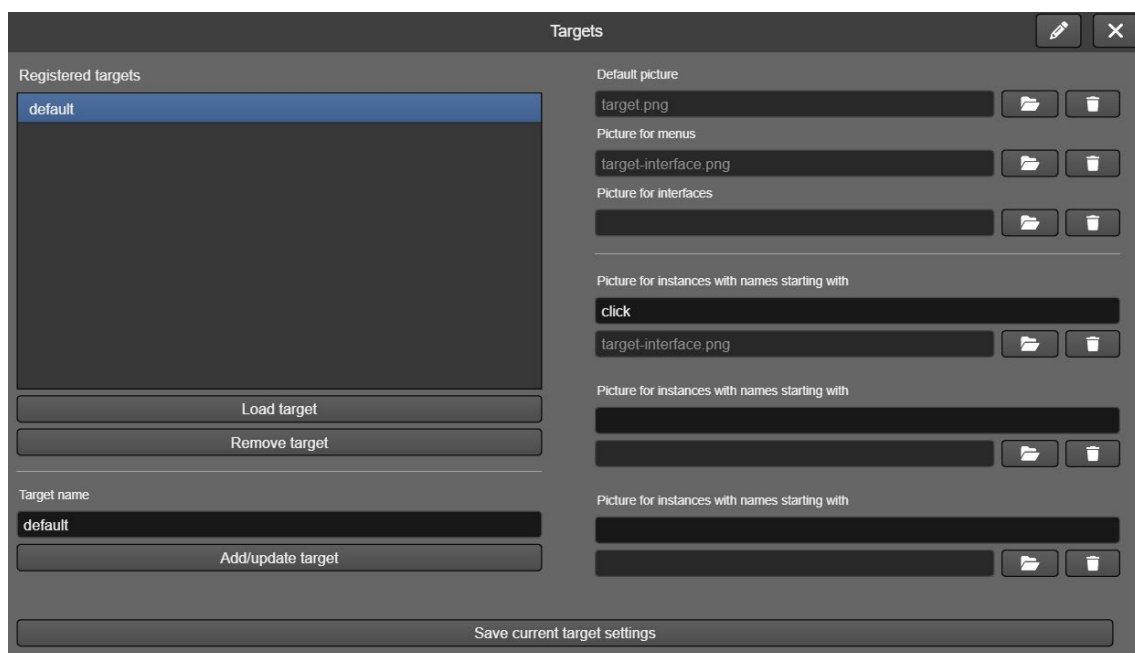 Targets
Registered targets
default
Load target
Remove target
Target name
default
Add/update target
Default picture
target.png
Picture for menus
target-interface.png
Picture for interfaces
Picture for instances with names starting with
click
target-interface.png
Picture for instances with names starting with
Picture for instances with names starting with
Save current target settings